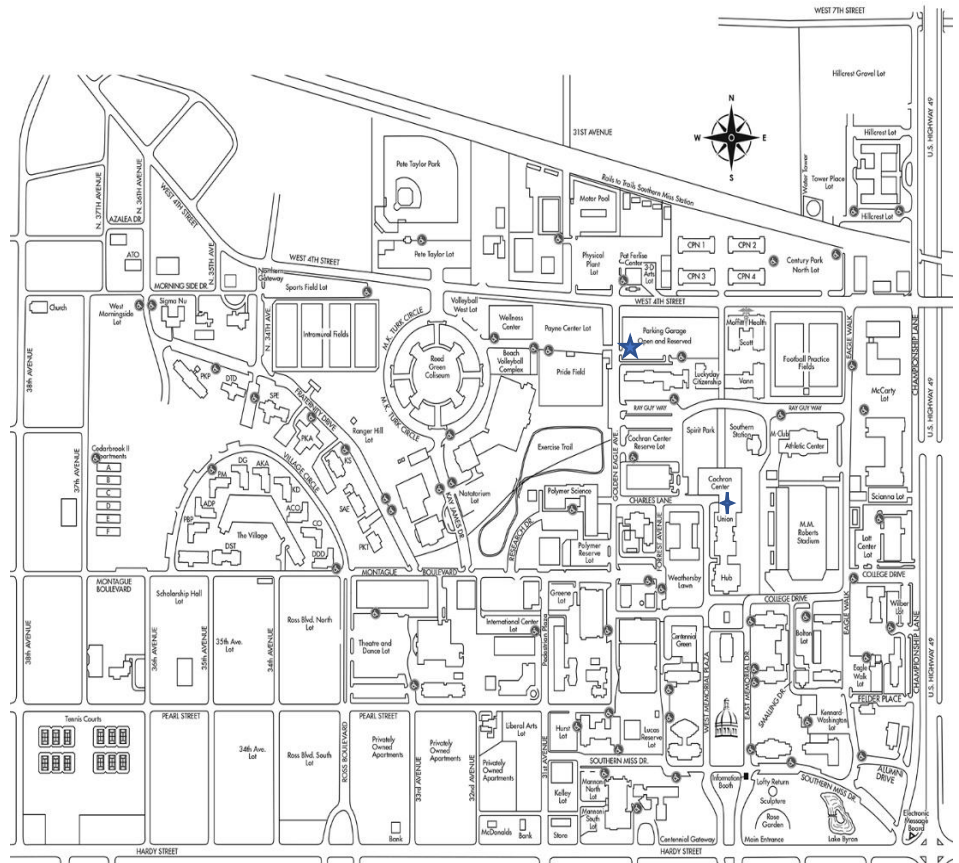 WEST 7TH STREET
Hillcrest Gravel Lot
U.S. HIGHWAY 49
N
W
E
S
31ST AVENUE
Hillcrest Lot
Water Tower
Tower Place
Lot
Hillcrest Lot
Rails to Trails Southern Miss Station
N. 37TH AVENUE
N. 36TH AVENUE
WEST 4TH STREET
AZALEA DR.
ATO
N. 35TH AVE.
MORNING SIDE DR.
Pete Taylor Park
Pete Taylor Lot
Motor Pool
Physical
Plant
Lot
Pat Ferlise
Center
3-D
Arts
Lot
CPN 1
CPN 2
CPN 3
CPN 4
Century Park
North Lot
WEST 4TH STREET
Northern
Gateway
Sports Field Lot
WEST 4TH STREET
Church
West
Morningside
Lot
Sigma Nu
N. 34TH AVE.
Intramural Fields
M.K. TURK CIRCLE
Volleyball
West Lot
Wellness
Center
Payne Center Lot
Parking Garage
Open and Reserved
Moffitt Health
Scott
Football Practice
Fields
EAGLE WALK
CHAMPIONSHIP LANE
38th AVENUE
Reed
Green
Coliseum
Beach
Volleyball
Complex
Pride Field
Luckyday
Citizenship
Vann
McCarty
Lot
U.S. HIGHWAY 49
PKP
DTD
SPE
FRATERNITY DRIVE
M.K. TURK CIRCLE
PKA
Ranger Hill
Lot
RAY GUY WAY
RAY GUY WAY
GOLDEN EAGLE AVE
Cochran Center
Reserve Lot
Spirit Park
Southern
Station
M-Club
Athletic Center
Exercise Trail
37TH AVENUE
Cedarbrook II
Apartments
A
B
C
D
E
F
VILLAGE CIRCLE
KS
PM
DG
AKA
KD
ADP
ACO
SAE
PBP
The Village
CO
DST
DDD
PKT
Natatorium
Lot
KAY JAMES DR.
RESEARCH DR.
Polymer Science
Polymer
Reserve
Lot
CHARLES LANE
FORREST AVENUE
Cochran
Center
Union
Hub
M.M.
Roberts
Stadium
Scianna Lot
Lott
Center
Lot
COLLEGE DRIVE
MONTAGUE
BOULEVARD
Weathersby
Lawn
COLLEGE DRIVE
MONTAGUE
BOULEVARD
Scholarship Hall
Lot
Ross Blvd. North
Lot
35th Ave.
Lot
38th AVENUE
36th AVENUE
35th AVENUE
34th AVENUE
Theatre and
Dance Lot
International Center
Lot
Greene
Lot
Pedestrian Plaza
Centennial
Green
WEST MEMORIAL PLAZA
EAST MEMORIAL DR.
SMALLING DR.
Bolton
Lot
EAGLE WALK
Wilber
Lot
CHAMPIONSHIP LANE
U.S. HIGHWAY 49
Eagle
Walk
Lot
FELDER PLACE
Tennis Courts
PEARL STREET
PEARL STREET
34th Ave.
Lot
Ross Blvd. South
Lot
ROSS BOULEVARD
Privately
Owned
Apartments
33rd AVENUE
Privately
Owned
Apartments
32nd AVENUE
Liberal Arts
Lot
Privately
Owned
Apartments
31st AVENUE
Hurst
Lot
Lucas
Reserve
Lot
Kennard-
Washington
Lot
SOUTHERN MISS DR.
Kelley
Lot
Mannoni
North Lot
Mannoni
South Lot
Information
Booth
Lofty Return
Sculpture
Rose
Garden
SOUTHERN MISS DR.
ALUMNI
DRIVE
Lake Byron
Electronic
Message
Board
Bank
McDonalds
Bank
Store
Centennial Gateway
Main Entrance
HARDY STREET
HARDY STREET
HARDY STREET